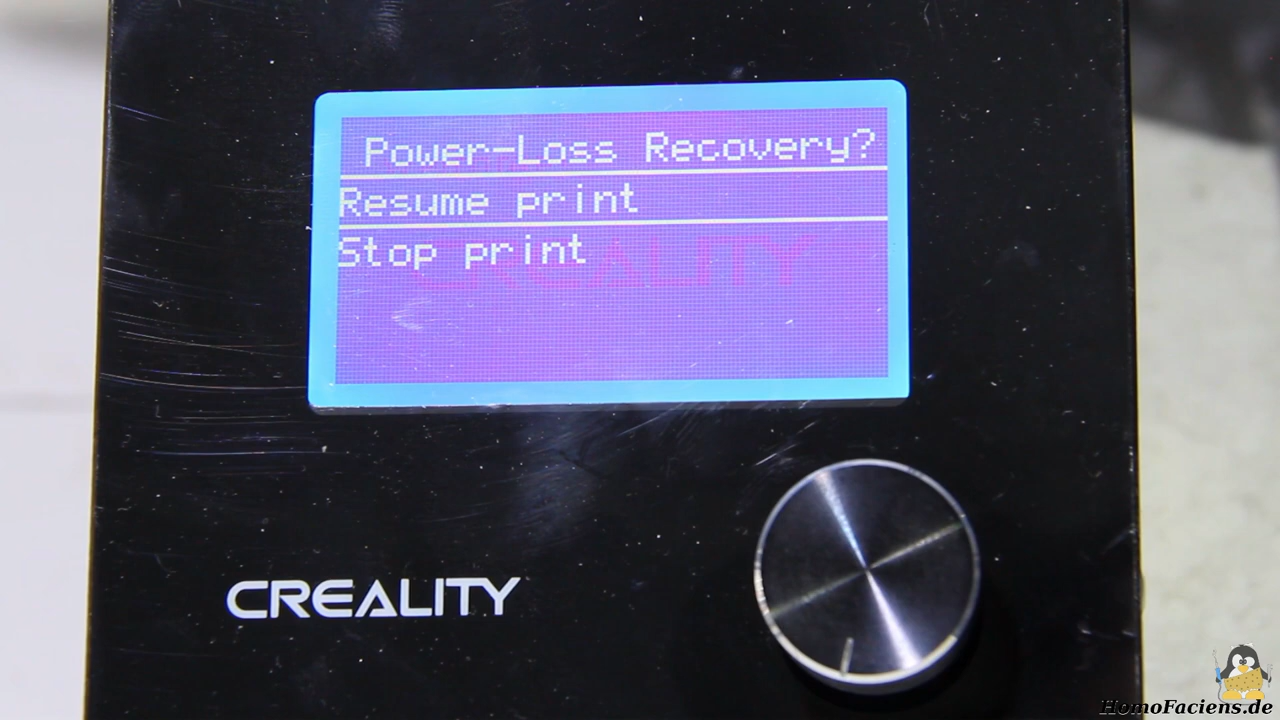 Power-Loss Recovery?
Resume print
Stop print
CREALITY
CREALITY
HomoFaciens.de